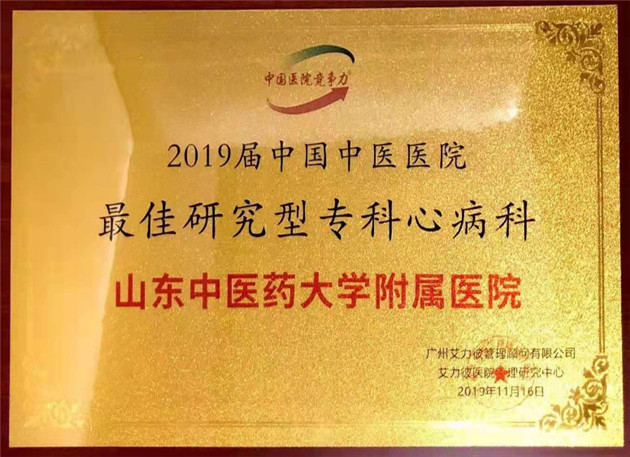 中国医院竞争力
2019届中国中医医院
最佳研究型专科心病科
山东中医药大学附属医院
广州艾力彼管理顾问有限公司
艾力彼医院管理研究中心
2019年11月16日